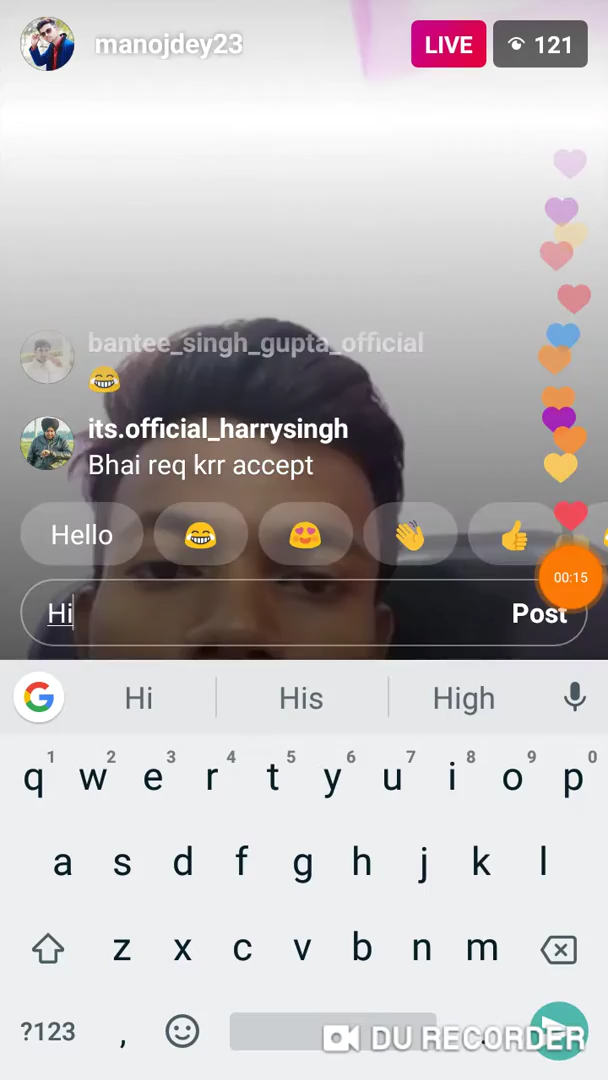 manojdey23
LIVE 121
bantee_singh_gupta_official
😂
its.official_harrysingh
Bhai req krr accept
Hello 😂 😍 👋 👍
00:15
Hi Post
G Hi His High
1 2 3 4 5 6 7 8 9 0
q w e r t y u i o p
a s d f g h j k l
z x c v b n m
?123 , .
DU RECORDER